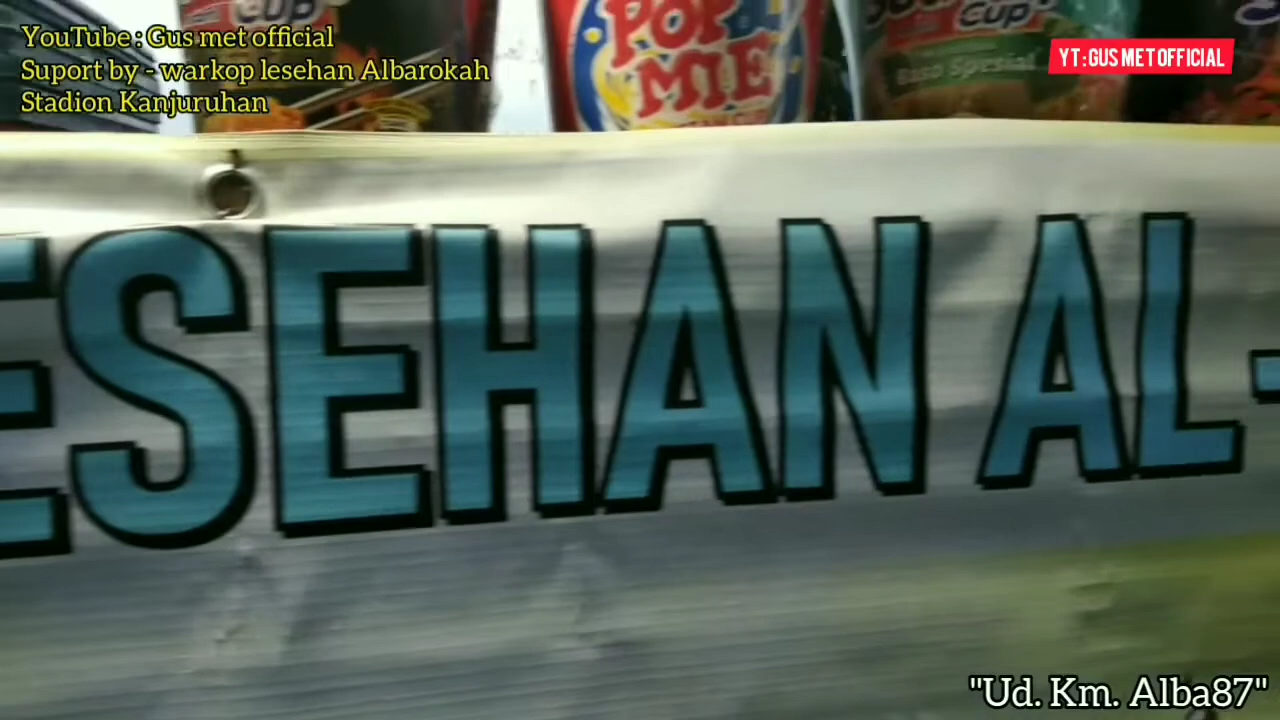 YouTube : Gus met official
Suport by - warkop lesehan Albarokah
Stadion Kanjuruhan
YT : GUS MET OFFICIAL
CUP
POP
MIE
CUP
Baso Spesial
ESEHAN AL-
"Ud. Km. Alba87"